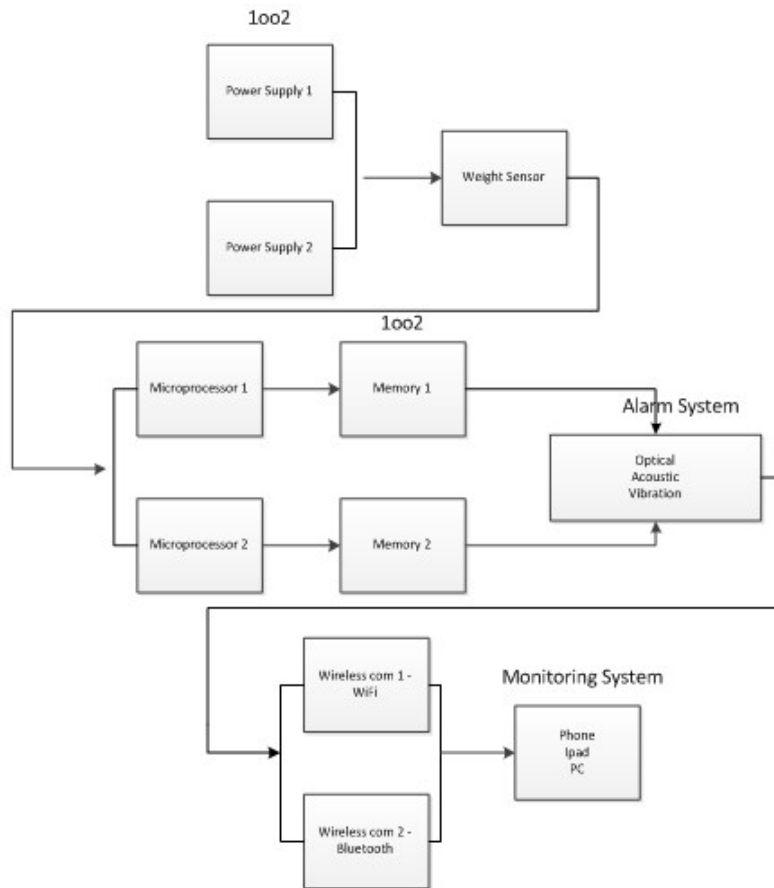 1oo2
Power Supply 1
Weight Sensor
Power Supply 2
1oo2
Microprocessor 1
Memory 1
Alarm System
Optical
Acoustic
Vibration
Microprocessor 2
Memory 2
Wireless com 1 -
WiFi
Monitoring System
Phone
Ipad
PC
Wireless com 2 -
Bluetooth